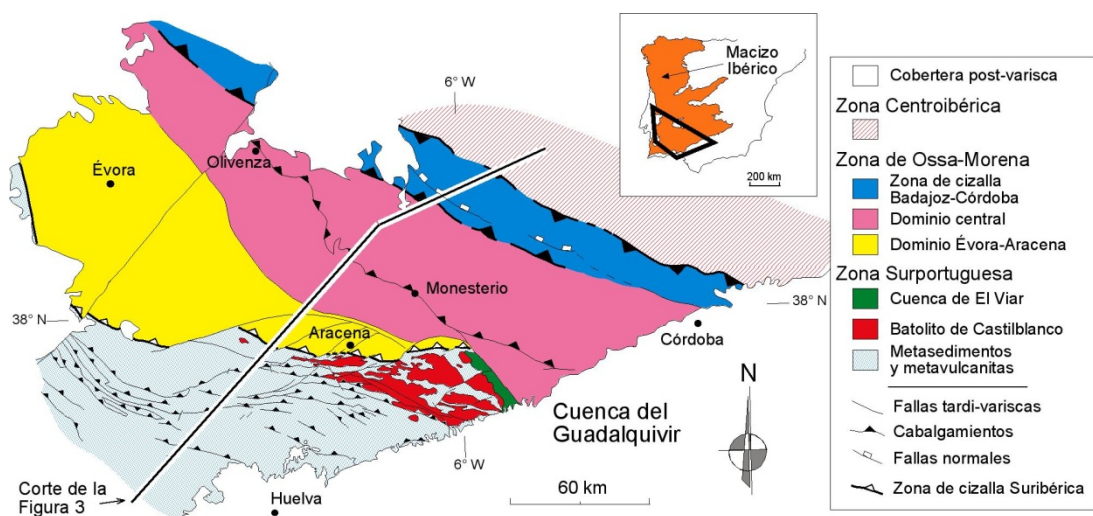 6° W
Macizo
Ibérico
200 km
Évora
Olivenza
Monesterio
38° N
Aracena
38° N
Córdoba
N
Cuenca del
Guadalquivir
6° W
60 km
Corte de la
Figura 3
Huelva
Cobertera post-varisca
Zona Centroibérica
Zona de Ossa-Morena
Zona de cizalla
Badajoz-Córdoba
Dominio central
Dominio Évora-Aracena
Zona Surportuguesa
Cuenca de El Viar
Batolito de Castilblanco
Metasedimentos
y metavulcanitas
Fallas tardi-variscas
Cabalgamientos
Fallas normales
Zona de cizalla Suribérica